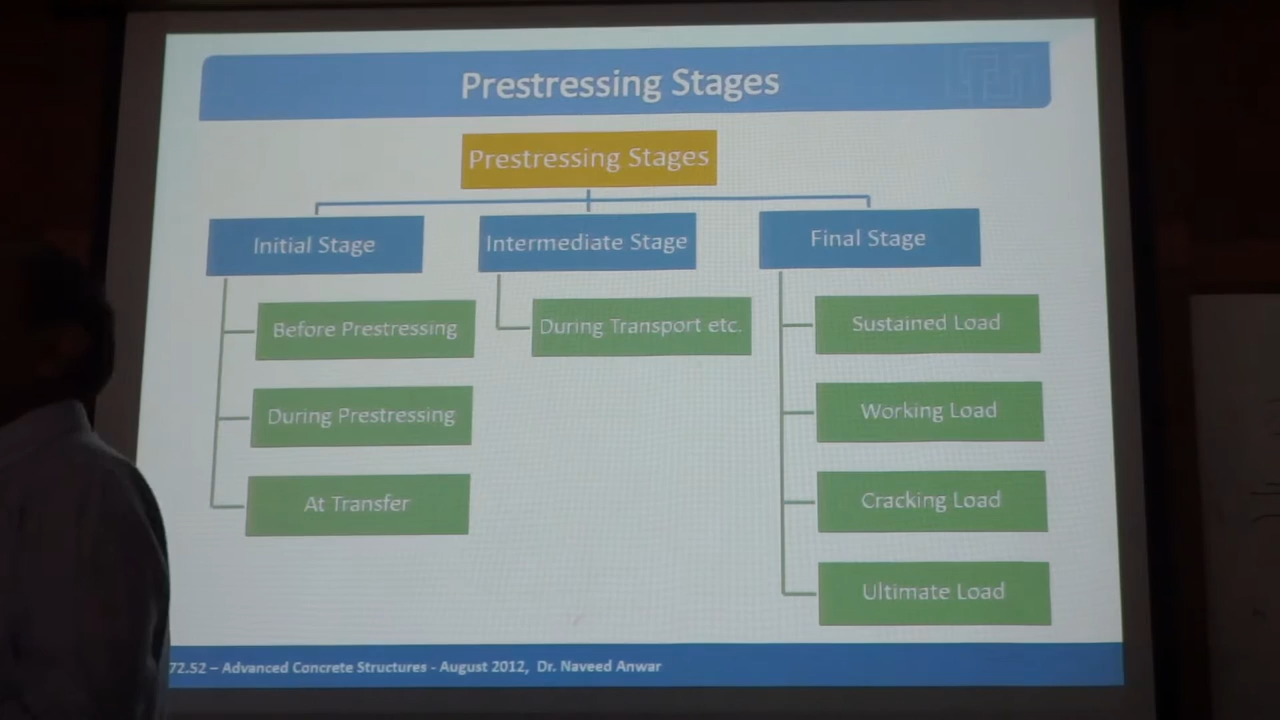 Prestressing Stages
Prestressing Stages
Initial Stage
Before Prestressing
During Prestressing
At Transfer
Intermediate Stage
During Transport etc.
Final Stage
Sustained Load
Working Load
Cracking Load
Ultimate Load
72.52 – Advanced Concrete Structures - August 2012, Dr. Naveed Anwar